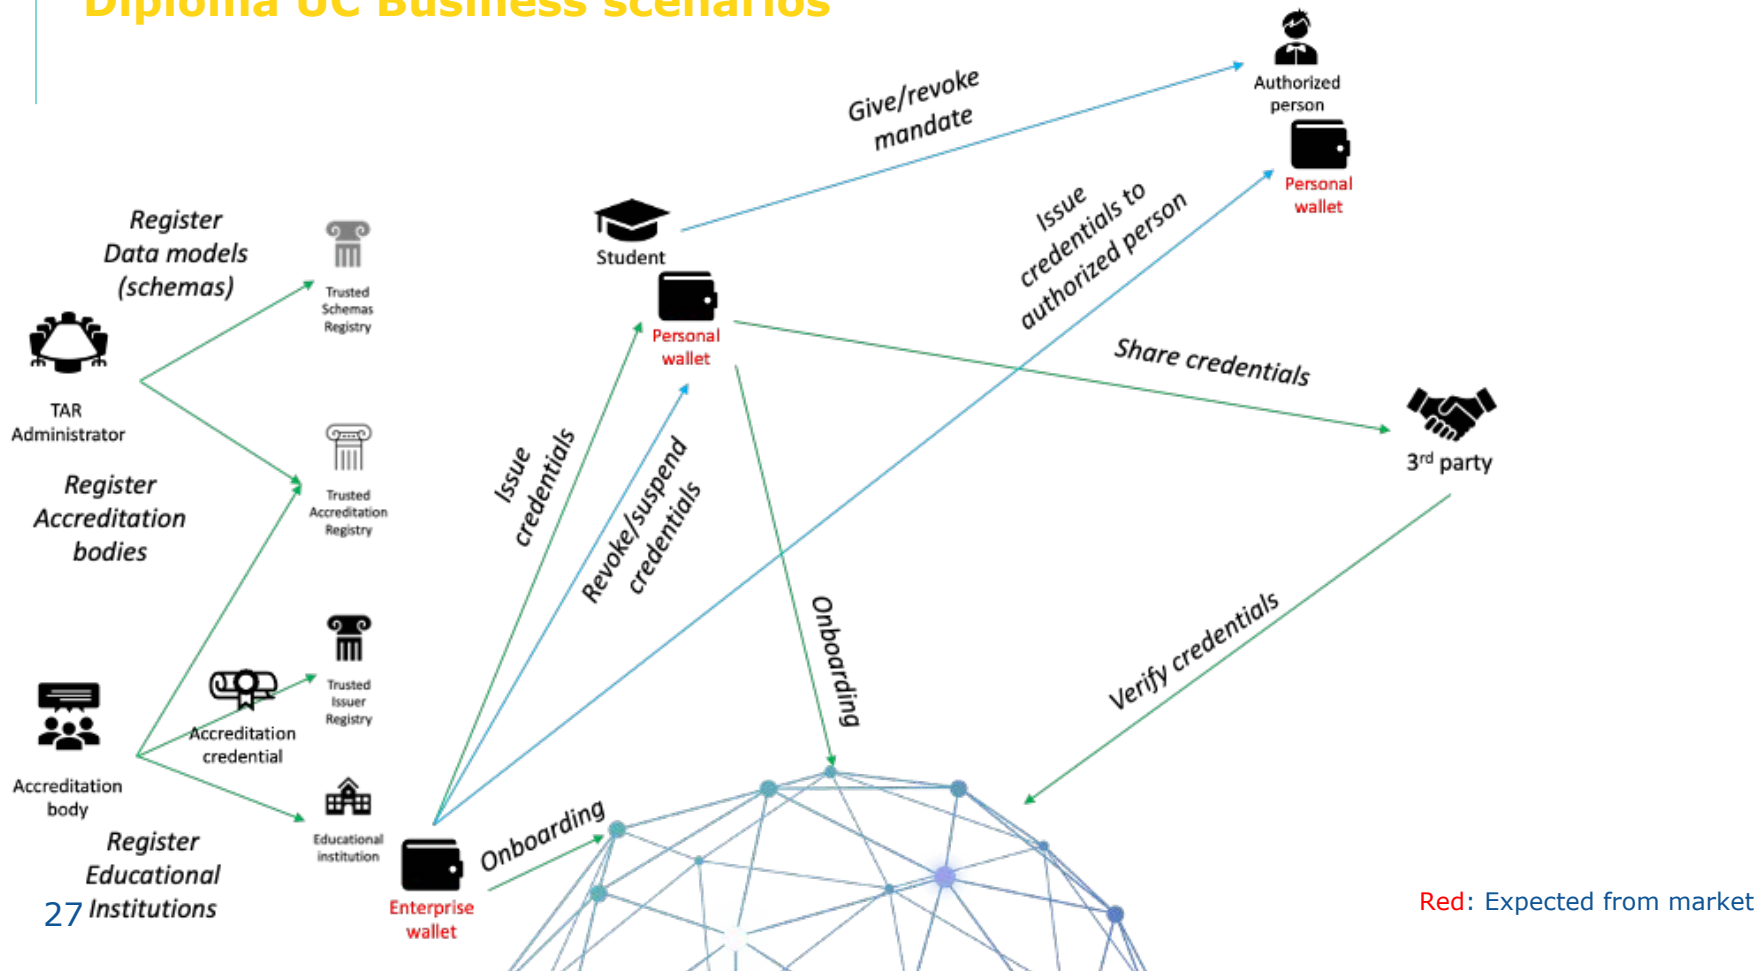 Diploma UC Business scenarios
Authorized
person
Personal
wallet
Give/revoke
mandate
Issue
credentials to
authorized person
Student
Personal
wallet
Register
Data models
(schemas)
Trusted
Schemas
Registry
TAR
Administrator
Share credentials
3rd party
Issue
credentials
Revoke/suspend
credentials
Register
Accreditation
bodies
Trusted
Accreditation
Registry
Onboarding
Verify credentials
Trusted
Issuer
Registry
Accreditation
credential
Accreditation
body
Educational
institution
Register
Educational
Institutions
Onboarding
Enterprise
wallet
27
Red: Expected from market